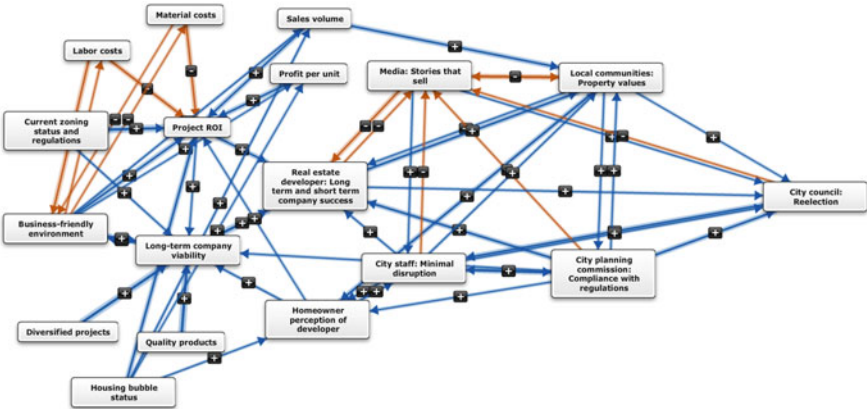 Material costs
Sales volume
Labor costs
Profit per unit
Media: Stories that
sell
Local communities:
Property values
Current zoning
status and
regulations
Project ROI
Real estate
developer: Long
term and short term
company success
City council:
Reelection
Business-friendly
environment
Long-term company
viability
City staff: Minimal
disruption
City planning
commission:
Compliance with
regulations
Homeowner
perception of
developer
Diversified projects
Quality products
Housing bubble
status